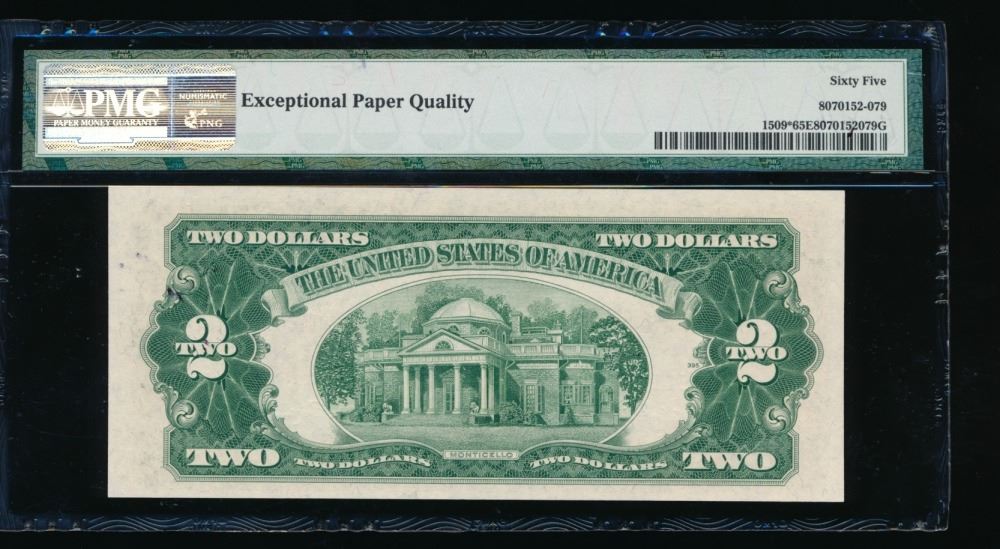 PMG
PAPER MONEY GUARANTY
NUMISMATIC
PNG
Exceptional Paper Quality
Sixty Five
8070152-079
1509*65E8070152079G
TWO DOLLARS
TWO DOLLARS
THE UNITED STATES OF AMERICA
2
TWO
2
TWO
TWO
TWO DOLLARS
MONTICELLO
TWO DOLLARS
TWO